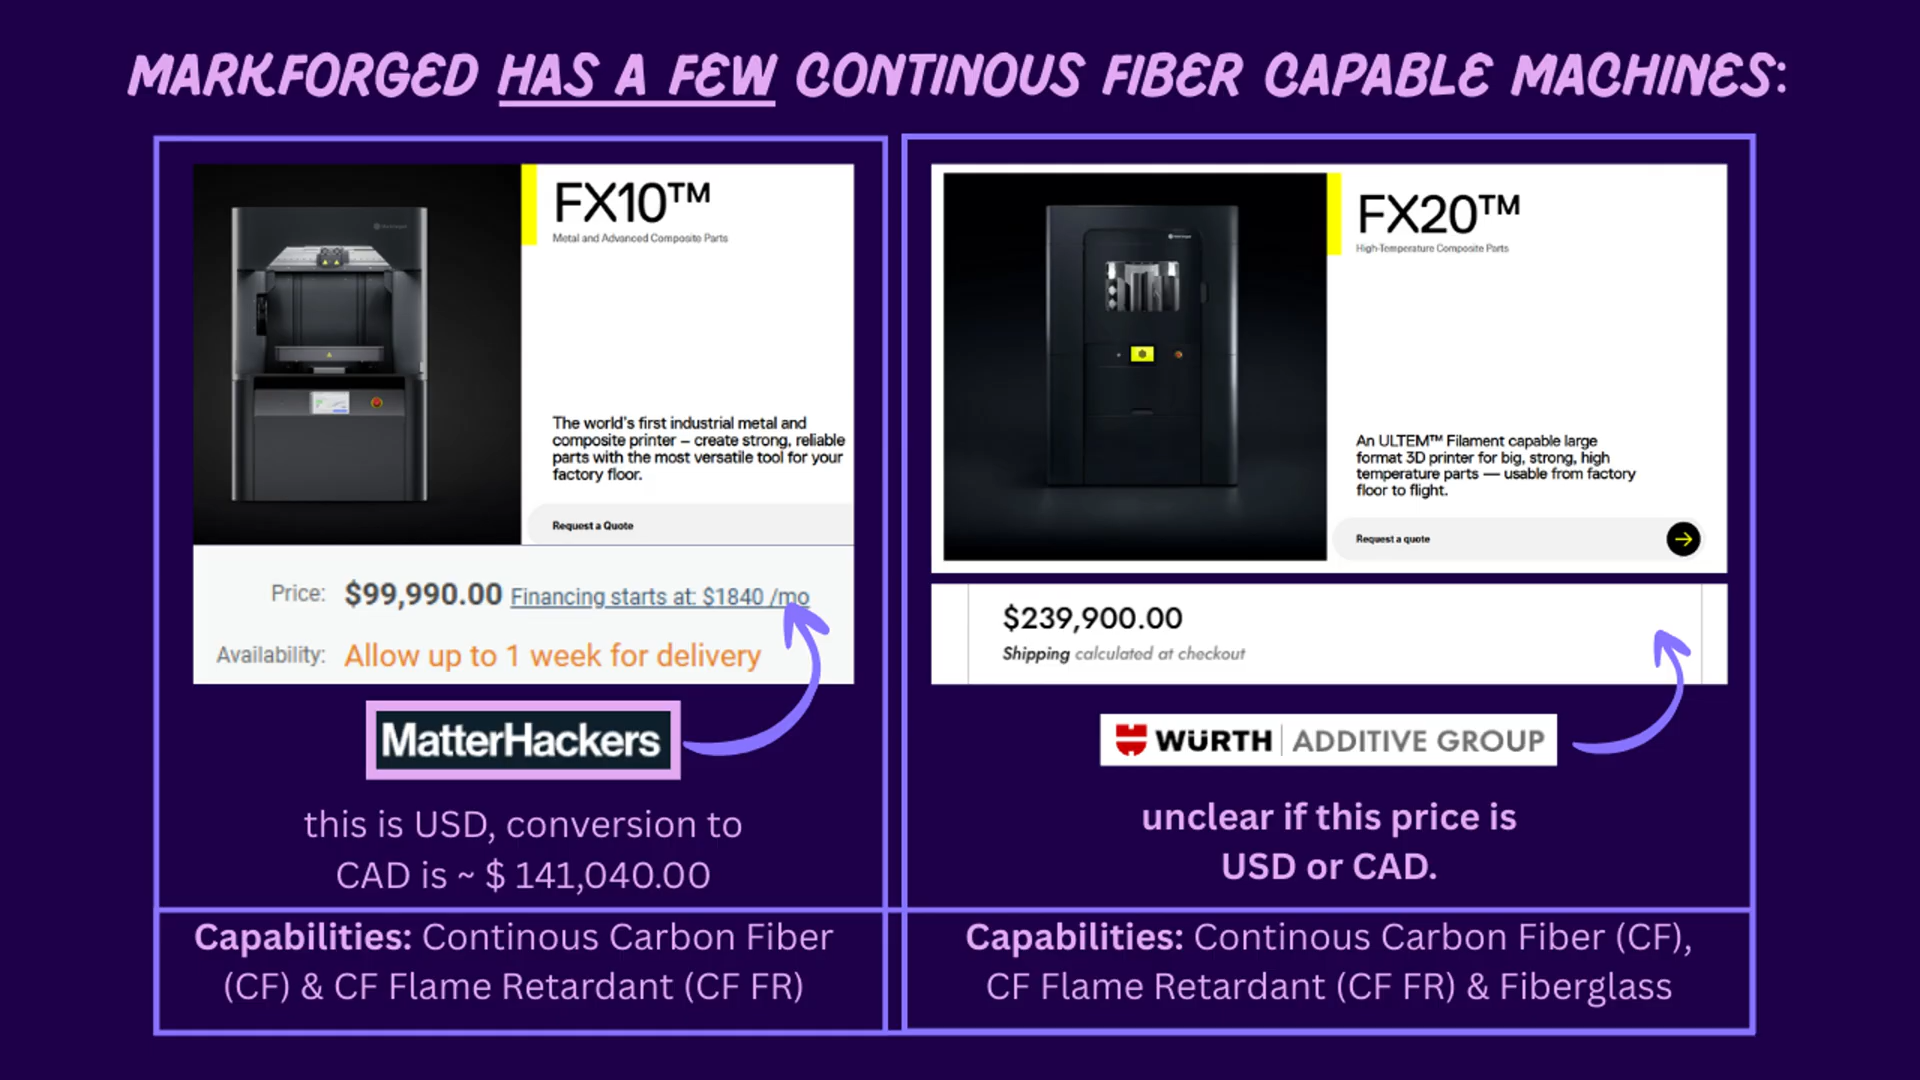 MARKFORGED HAS A FEW CONTINOUS FIBER CAPABLE MACHINES:
FX10™
Metal and Advanced Composite Parts
The world's first industrial metal and
composite printer – create strong, reliable
parts with the most versatile tool for your
factory floor.
Request a Quote
Price: $99,990.00 Financing starts at: $1840 /mo
Availability: Allow up to 1 week for delivery
MatterHackers
this is USD, conversion to
CAD is ~ $ 141,040.00
Capabilities: Continous Carbon Fiber
(CF) & CF Flame Retardant (CF FR)
FX20™
High-Temperature Composite Parts
An ULTEM™ Filament capable large
format 3D printer for big, strong, high
temperature parts — usable from factory
floor to flight.
Request a quote
$239,900.00
Shipping calculated at checkout
WÜRTH ADDITIVE GROUP
unclear if this price is
USD or CAD.
Capabilities: Continous Carbon Fiber (CF),
CF Flame Retardant (CF FR) & Fiberglass